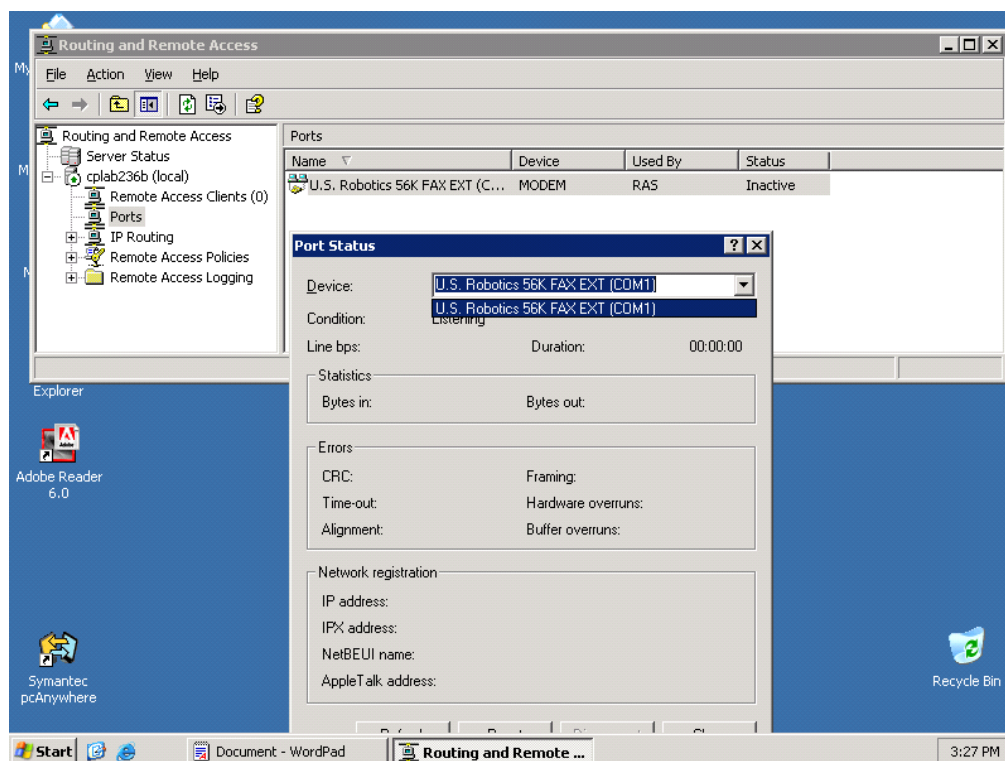 Routing and Remote Access
File Action View Help
Routing and Remote Access
Server Status
cplab236b (local)
Remote Access Clients (0)
Ports
IP Routing
Remote Access Policies
Remote Access Logging
Ports
Name Device Used By Status
U.S. Robotics 56K FAX EXT (C... MODEM RAS Inactive
Port Status
Device: U.S. Robotics 56K FAX EXT (COM1)
U.S. Robotics 56K FAX EXT (COM1)
Condition: Listening
Line bps: Duration: 00:00:00
Statistics
Bytes in: Bytes out:
Errors
CRC: Framing:
Time-out: Hardware overruns:
Alignment: Buffer overruns:
Network registration
IP address:
IPX address:
NetBEUI name:
AppleTalk address:
My
Explorer
Adobe Reader
6.0
Symantec
pcAnywhere
Recycle Bin
Start Document - WordPad Routing and Remote ... 3:27 PM